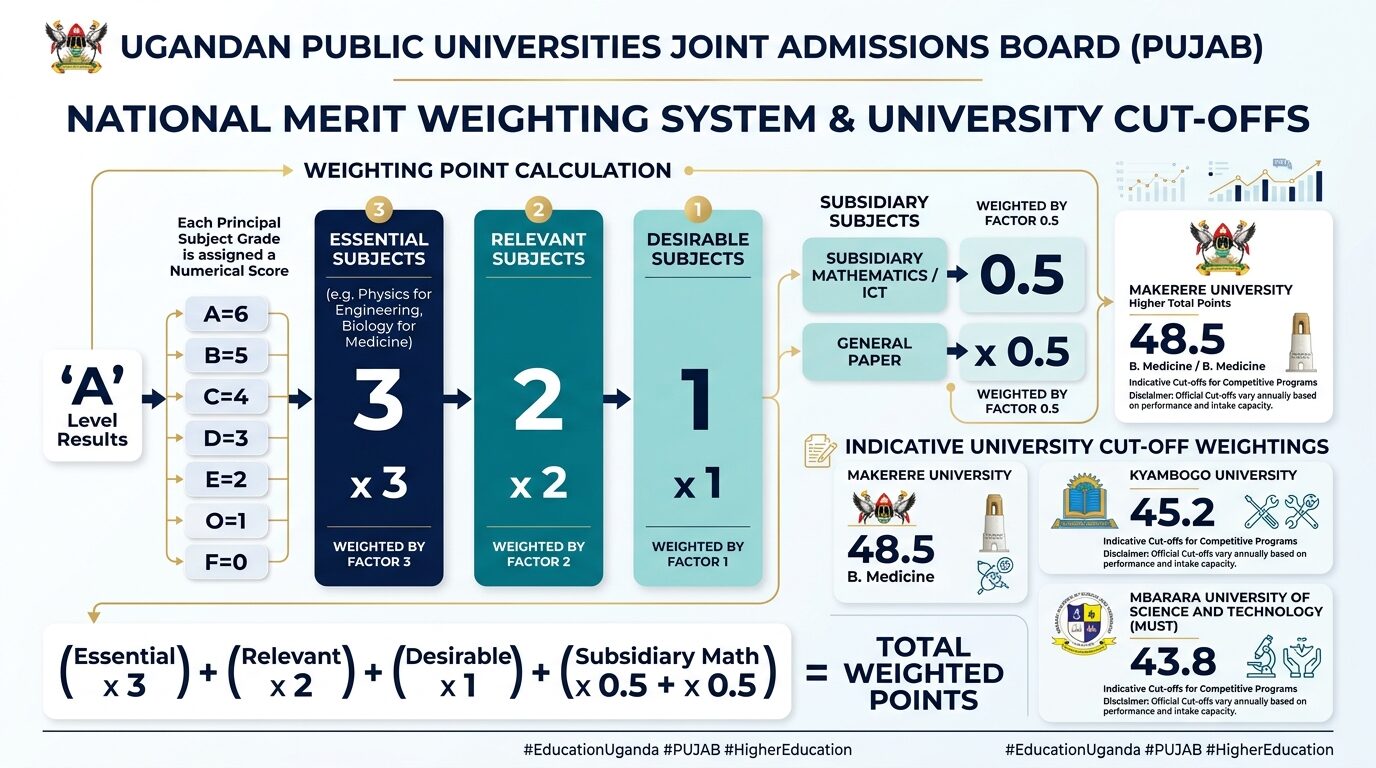 UGANDAN PUBLIC UNIVERSITIES JOINT ADMISSIONS BOARD (PUJAB)
NATIONAL MERIT WEIGHTING SYSTEM & UNIVERSITY CUT-OFFS
WEIGHTING POINT CALCULATION
'A'
Level
Results
Each Principal
Subject Grade
is assigned a
Numerical Score
A=6
B=5
C=4
D=3
E=2
O=1
F=0
3
ESSENTIAL
SUBJECTS
(e.g. Physics for
Engineering,
Biology for
Medicine)
3
x 3
WEIGHTED BY
FACTOR 3
2
RELEVANT
SUBJECTS
2
x 2
WEIGHTED BY
FACTOR 2
1
DESIRABLE
SUBJECTS
1
x 1
WEIGHTED BY
FACTOR 1
SUBSIDIARY
SUBJECTS
WEIGHTED BY
FACTOR 0.5
SUBSIDIARY
MATHEMATICS /
ICT
0.5
GENERAL
PAPER
x 0.5
WEIGHTED BY
FACTOR 0.5
MAKERERE UNIVERSITY
Higher Total Points
48.5
B. Medicine / B. Medicine
Indicative Cut-offs for Competitive Programs
Disclaimer: Official Cut-offs vary annually based
on performance and intake capacity.
INDICATIVE UNIVERSITY CUT-OFF WEIGHTINGS
MAKERERE UNIVERSITY
48.5
B. Medicine
KYAMBOGO UNIVERSITY
45.2
Indicative Cut-offs for Competitive Programs
Disclaimer: Official Cut-offs vary annually based on
performance and intake capacity.
MBARARA UNIVERSITY OF
SCIENCE AND TECHNOLOGY
(MUST)
43.8
Indicative Cut-offs for Competitive Programs
Disclaimer: Official Cut-offs vary annually based on
performance and intake capacity.
(Essential x 3) + (Relevant x 2) + (Desirable x 1) + (Subsidiary Math x 0.5 + x 0.5) = TOTAL WEIGHTED POINTS
#EducationUganda #PUJAB #HigherEducation
#EducationUganda #PUJAB #HigherEducation